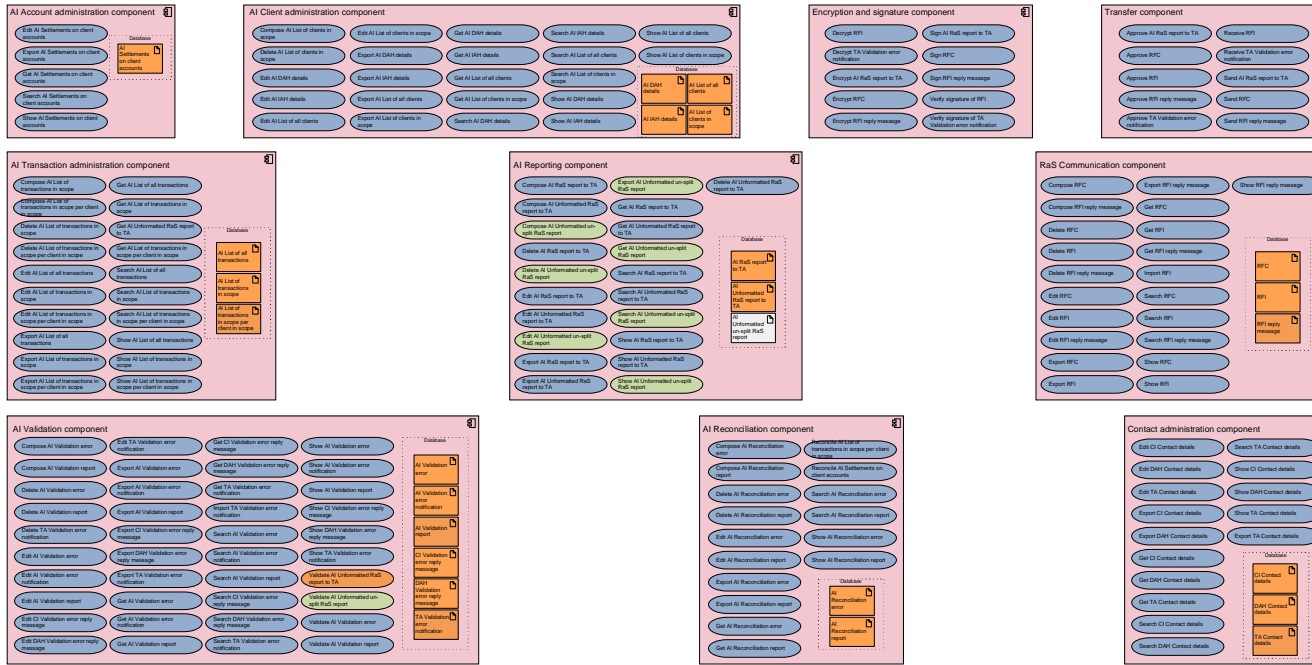 AI Account administration component
Edit AI Settlements on client
accounts
Export AI Settlements on
client accounts
Get AI Settlements on client
accounts
Search AI Settlements on
client accounts
Show AI Settlements on
client accounts
Database
AI
Settlements
on client
accounts
AI Client administration component
Compose AI List of clients in
scope
Delete AI List of clients in
scope
Edit AI DAH details
Edit AI IAH details
Edit AI List of all clients
Edit AI List of clients in scope
Export AI DAH details
Export AI IAH details
Export AI List of all clients
Export AI List of clients in
scope
Get AI DAH details
Get AI IAH details
Get AI List of all clients
Get AI List of clients in scope
Search AI DAH details
Search AI IAH details
Search AI List of all clients
Search AI List of clients in
scope
Show AI DAH details
Show AI IAH details
Show AI List of all clients
Show AI List of clients in scope
Database
AI DAH
details
AI List of all
clients
AI IAH details
AI List of
clients in
scope
Encryption and signature component
Decrypt RFI
Decrypt TA Validation error
notification
Encrypt AI RaS report to TA
Encrypt RFC
Encrypt RFI reply message
Sign AI RaS report to TA
Sign RFC
Sign RFI reply message
Verify signature of RFI
Verify signature of TA
Validation error notification
Transfer component
Approve AI RaS report to TA
Approve RFC
Approve RFI
Approve RFI reply message
Approve TA Validation error
notification
Receive RFI
Receive TA Validation error
notification
Send AI RaS report to TA
Send RFC
Send RFI reply message
AI Transaction administration component
Compose AI List of
transactions in scope
Compose AI List of
transactions in scope per client
in scope
Delete AI List of transactions in
scope
Delete AI List of transactions in
scope per client in scope
Edit AI List of all transactions
Edit AI List of transactions in
scope
Edit AI List of transactions in
scope per client in scope
Export AI List of all
transactions
Export AI List of transactions in
scope
Export AI List of transactions in
scope per client in scope
Get AI List of all transactions
Get AI List of transactions in
scope
Get AI Unformatted RaS report
to TA
Get AI List of transactions in
scope per client in scope
Search AI List of all
transactions
Search AI List of transactions
in scope
Search AI List of transactions
in scope per client in scope
Show AI List of all transactions
Show AI List of transactions in
scope
Show AI List of transactions in
scope per client in scope
Database
AI List of all
transactions
AI List of
transactions
in scope
AI List of
transactions
in scope per
client in scope
AI Reporting component
Compose AI RaS report to TA
Compose AI Unformatted RaS
report to TA
Compose AI Unformatted un-
split RaS report
Delete AI RaS report to TA
Delete AI Unformatted un-split
RaS report
Edit AI RaS report to TA
Edit AI Unformatted RaS
report to TA
Edit AI Unformatted un-split
RaS report
Export AI RaS report to TA
Export AI Unformatted RaS
report to TA
Export AI Unformatted un-split
RaS report
Get AI RaS report to TA
Get AI Unformatted RaS report
to TA
Get AI Unformatted un-split
RaS report
Search AI RaS report to TA
Search AI Unformatted RaS
report to TA
Search AI Unformatted un-split
RaS report
Show AI RaS report to TA
Show AI Unformatted RaS
report to TA
Show AI Unformatted un-split
RaS report
Delete AI Unformatted RaS
report to TA
Database
AI RaS report
to TA
AI
Unformatted
RaS report to
TA
AI
Unformatted
un-split RaS
report
RaS Communication component
Compose RFC
Compose RFI reply message
Delete RFC
Delete RFI
Delete RFI reply message
Edit RFC
Edit RFI
Edit RFI reply message
Export RFC
Export RFI
Export RFI reply message
Get RFC
Get RFI
Get RFI reply message
Import RFI
Search RFC
Search RFI
Search RFI reply message
Show RFC
Show RFI
Show RFI reply message
Database
RFC
RFI
RFI reply
message
AI Validation component
Compose AI Validation error
Compose AI Validation report
Delete AI Validation error
Delete AI Validation report
Delete TA Validation error
notification
Edit AI Validation error
Edit AI Validation error
notification
Edit AI Validation report
Edit CI Validation error reply
message
Edit DAH Validation error reply
message
Edit TA Validation error
notification
Export AI Validation error
Export AI Validation error
notification
Export AI Validation report
Export CI Validation error reply
message
Export DAH Validation error
reply message
Export TA Validation error
notification
Get AI Validation error
Get AI Validation error
notification
Get AI Validation report
Get CI Validation error reply
message
Get DAH Validation error reply
message
Get TA Validation error
notification
Import TA Validation error
notification
Search AI Validation error
Search AI Validation error
notification
Search AI Validation report
Search CI Validation error
reply message
Search DAH Validation error
reply message
Search TA Validation error
notification
Show AI Validation error
Show AI Validation error
notification
Show AI Validation report
Show CI Validation error reply
message
Show DAH Validation error
reply message
Show TA Validation error
notification
Validate AI Unformatted RaS
report to TA
Validate AI Unformatted un-
split RaS report
Validate AI Validation error
Validate AI Validation report
Database
AI Validation
error
AI Validation
error
notification
AI Validation
report
CI Validation
error reply
message
DAH
Validation
error reply
message
TA Validation
error
notification
AI Reconciliation component
Compose AI Reconciliation
error
Compose AI Reconciliation
report
Delete AI Reconciliation error
Delete AI Reconciliation report
Edit AI Reconciliation error
Edit AI Reconciliation report
Export AI Reconciliation error
Export AI Reconciliation report
Get AI Reconciliation error
Get AI Reconciliation report
Reconcile AI List of
transactions in scope per client
in scope
Reconcile AI Settlements on
client accounts
Search AI Reconciliation error
Search AI Reconciliation report
Show AI Reconciliation error
Show AI Reconciliation report
Database
AI
Reconciliation
error
AI
Reconciliation
report
Contact administration component
Edit CI Contact details
Edit DAH Contact details
Edit TA Contact details
Export CI Contact details
Export DAH Contact details
Get CI Contact details
Get DAH Contact details
Get TA Contact details
Search CI Contact details
Search DAH Contact details
Search TA Contact details
Show CI Contact details
Show DAH Contact details
Show TA Contact details
Export TA Contact details
Database
CI Contact
details
DAH Contact
details
TA Contact
details